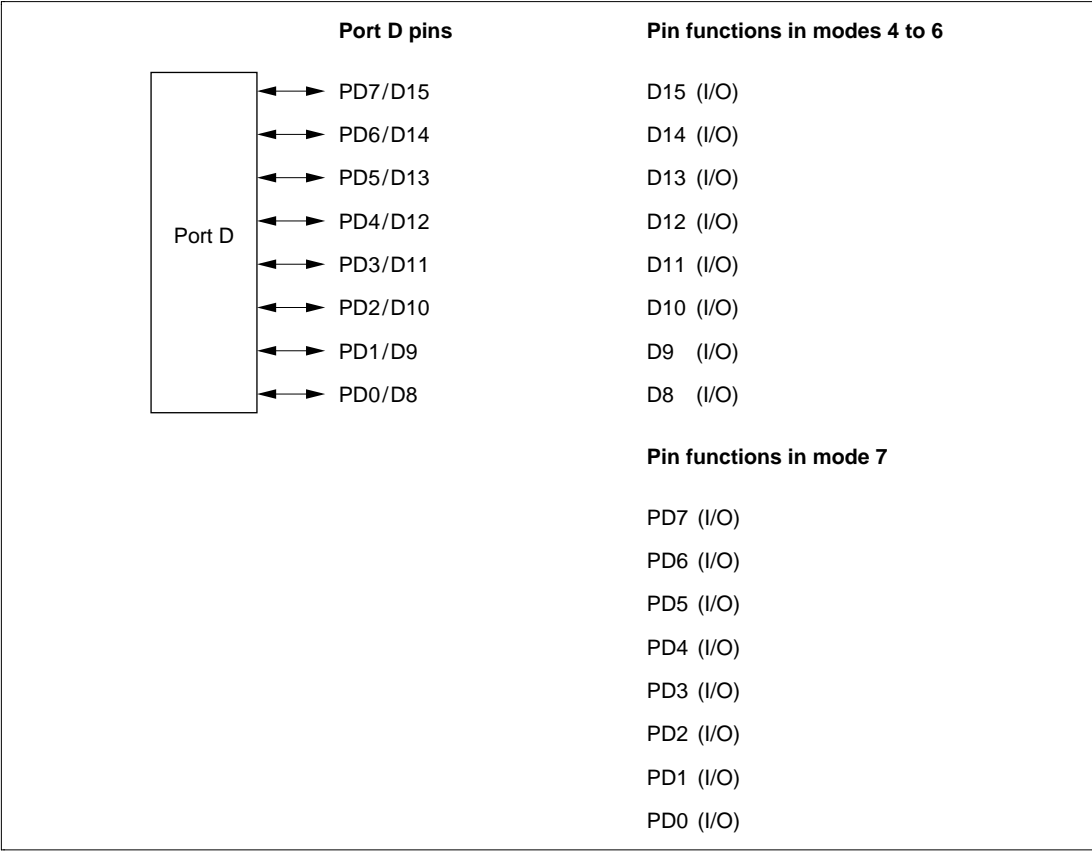 Port D pins Pin functions in modes 4 to 6
PD7/D15 D15 (I/O)
PD6/D14 D14 (I/O)
PD5/D13 D13 (I/O)
PD4/D12 D12 (I/O)
Port D
PD3/D11 D11 (I/O)
PD2/D10 D10 (I/O)
PD1/D9 D9 (I/O)
PD0/D8 D8 (I/O)
Pin functions in mode 7
PD7 (I/O)
PD6 (I/O)
PD5 (I/O)
PD4 (I/O)
PD3 (I/O)
PD2 (I/O)
PD1 (I/O)
PD0 (I/O)